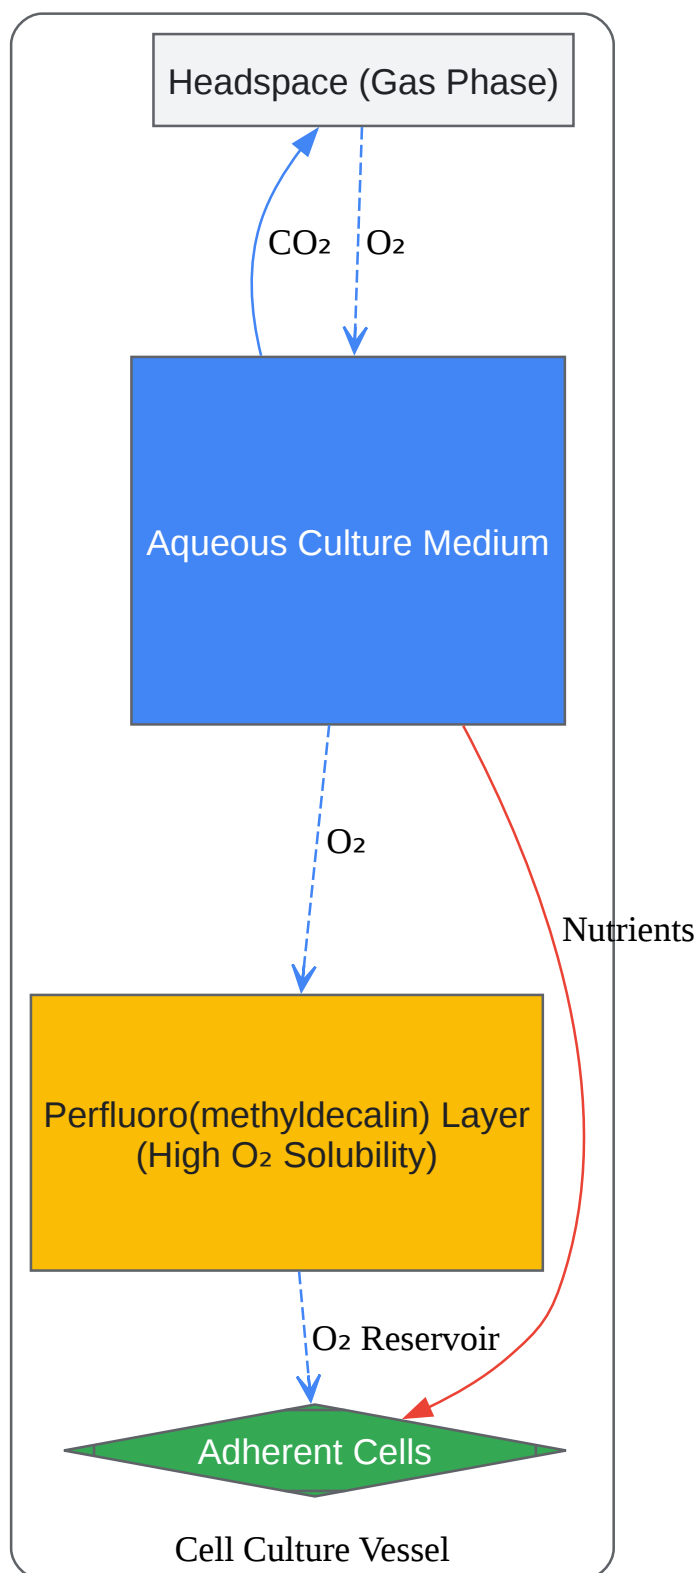 Headspace (Gas Phase)
CO₂
O₂
Aqueous Culture Medium
O₂
Nutrients
Perfluoro(methyldecalin) Layer
(High O₂ Solubility)
O₂ Reservoir
Adherent Cells
Cell Culture Vessel